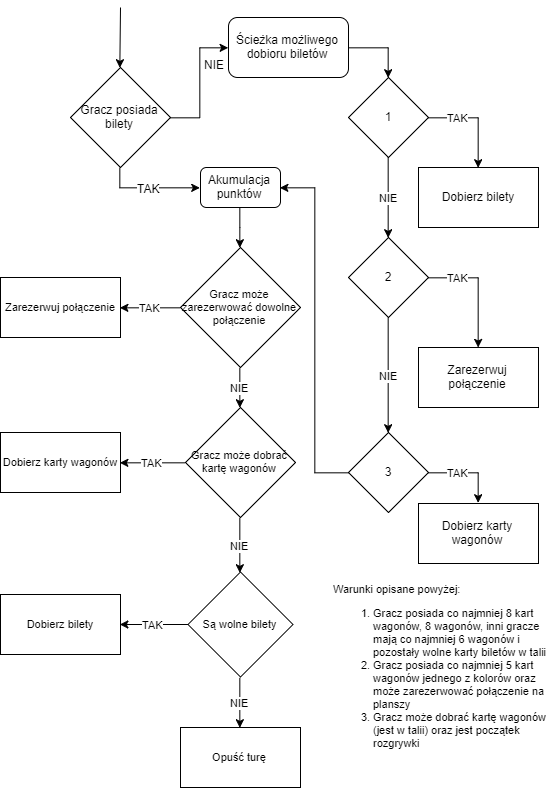 Ścieżka możliwego
dobioru biletów
NIE
Gracz posiada
bilety
1
TAK
TAK
Akumulacja
punktów
NIE
Dobierz bilety
2
TAK
Gracz może
zarezerwować dowolne
połączenie
Zarezerwuj połączenie
TAK
NIE
NIE
Zarezerwuj
połączenie
Gracz może dobrać
kartę wagonów
Dobierz karty wagonów
TAK
3
TAK
NIE
Dobierz karty
wagonów
Są wolne bilety
Dobierz bilety
TAK
NIE
Opuść turę
Warunki opisane powyżej:
1. Gracz posiada co najmniej 8 kart
wagonów, 8 wagonów, inni gracze
mają co najmniej 6 wagonów i
pozostały wolne karty biletów w talii
2. Gracz posiada co najmniej 5 kart
wagonów jednego z kolorów oraz
może zarezerwować połączenie na
planszy
3. Gracz może dobrać kartę wagonów
(jest w talii) oraz jest początek
rozgrywki